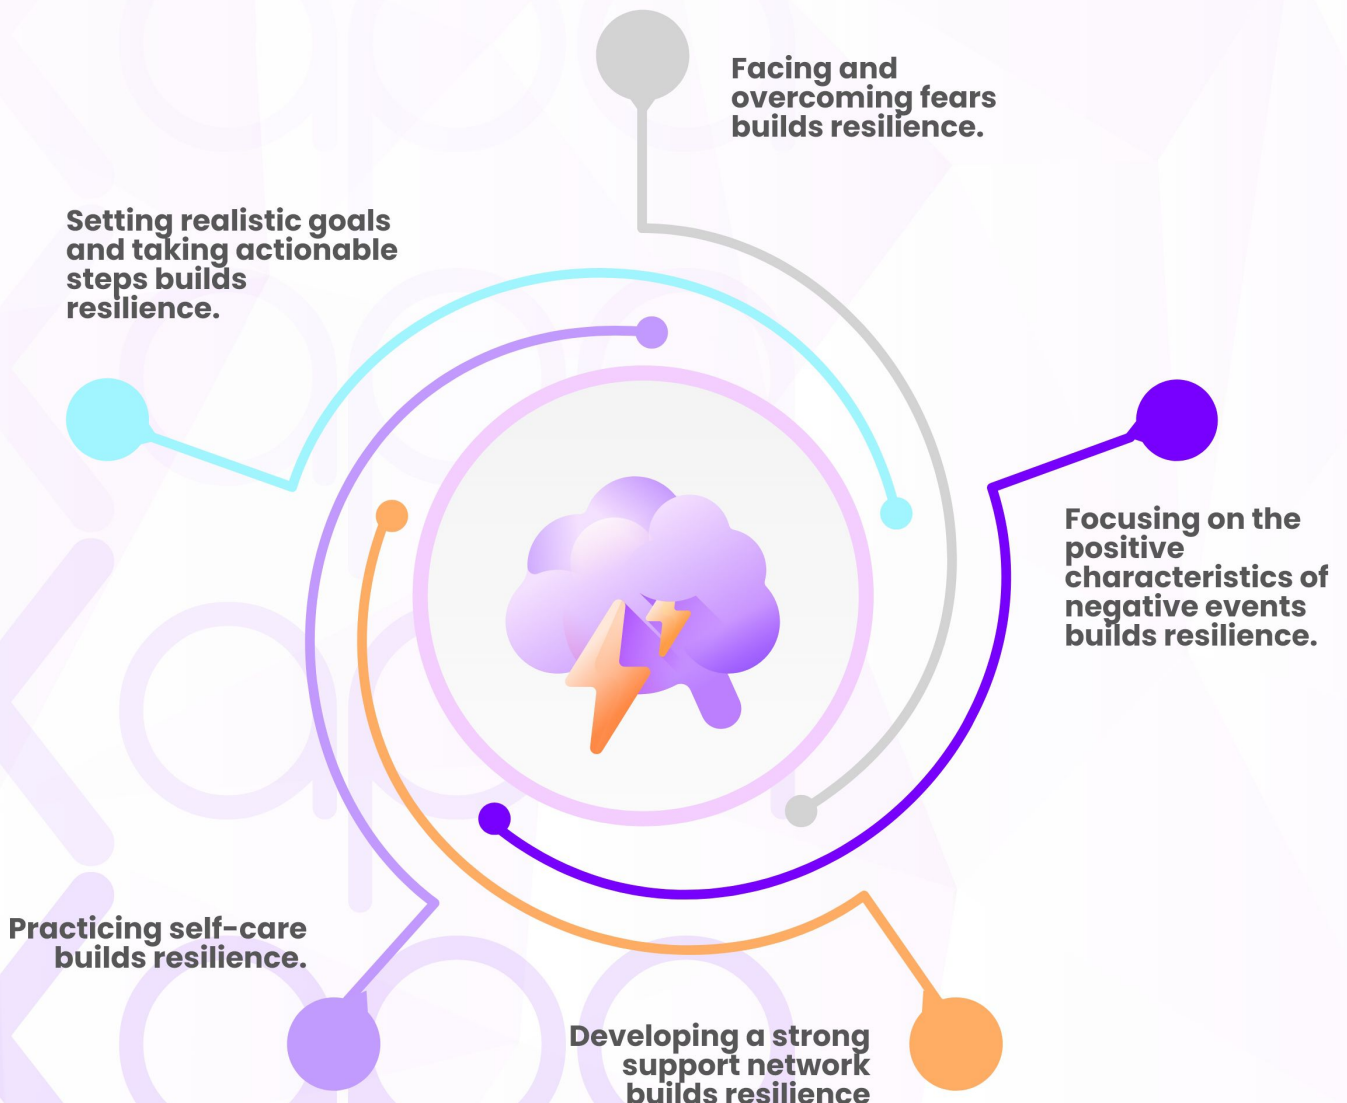 Facing and
overcoming fears
builds resilience.
Setting realistic goals
and taking actionable
steps builds
resilience.
Focusing on the
positive
characteristics of
negative events
builds resilience.
Practicing self-care
builds resilience.
Developing a strong
support network
builds resilience